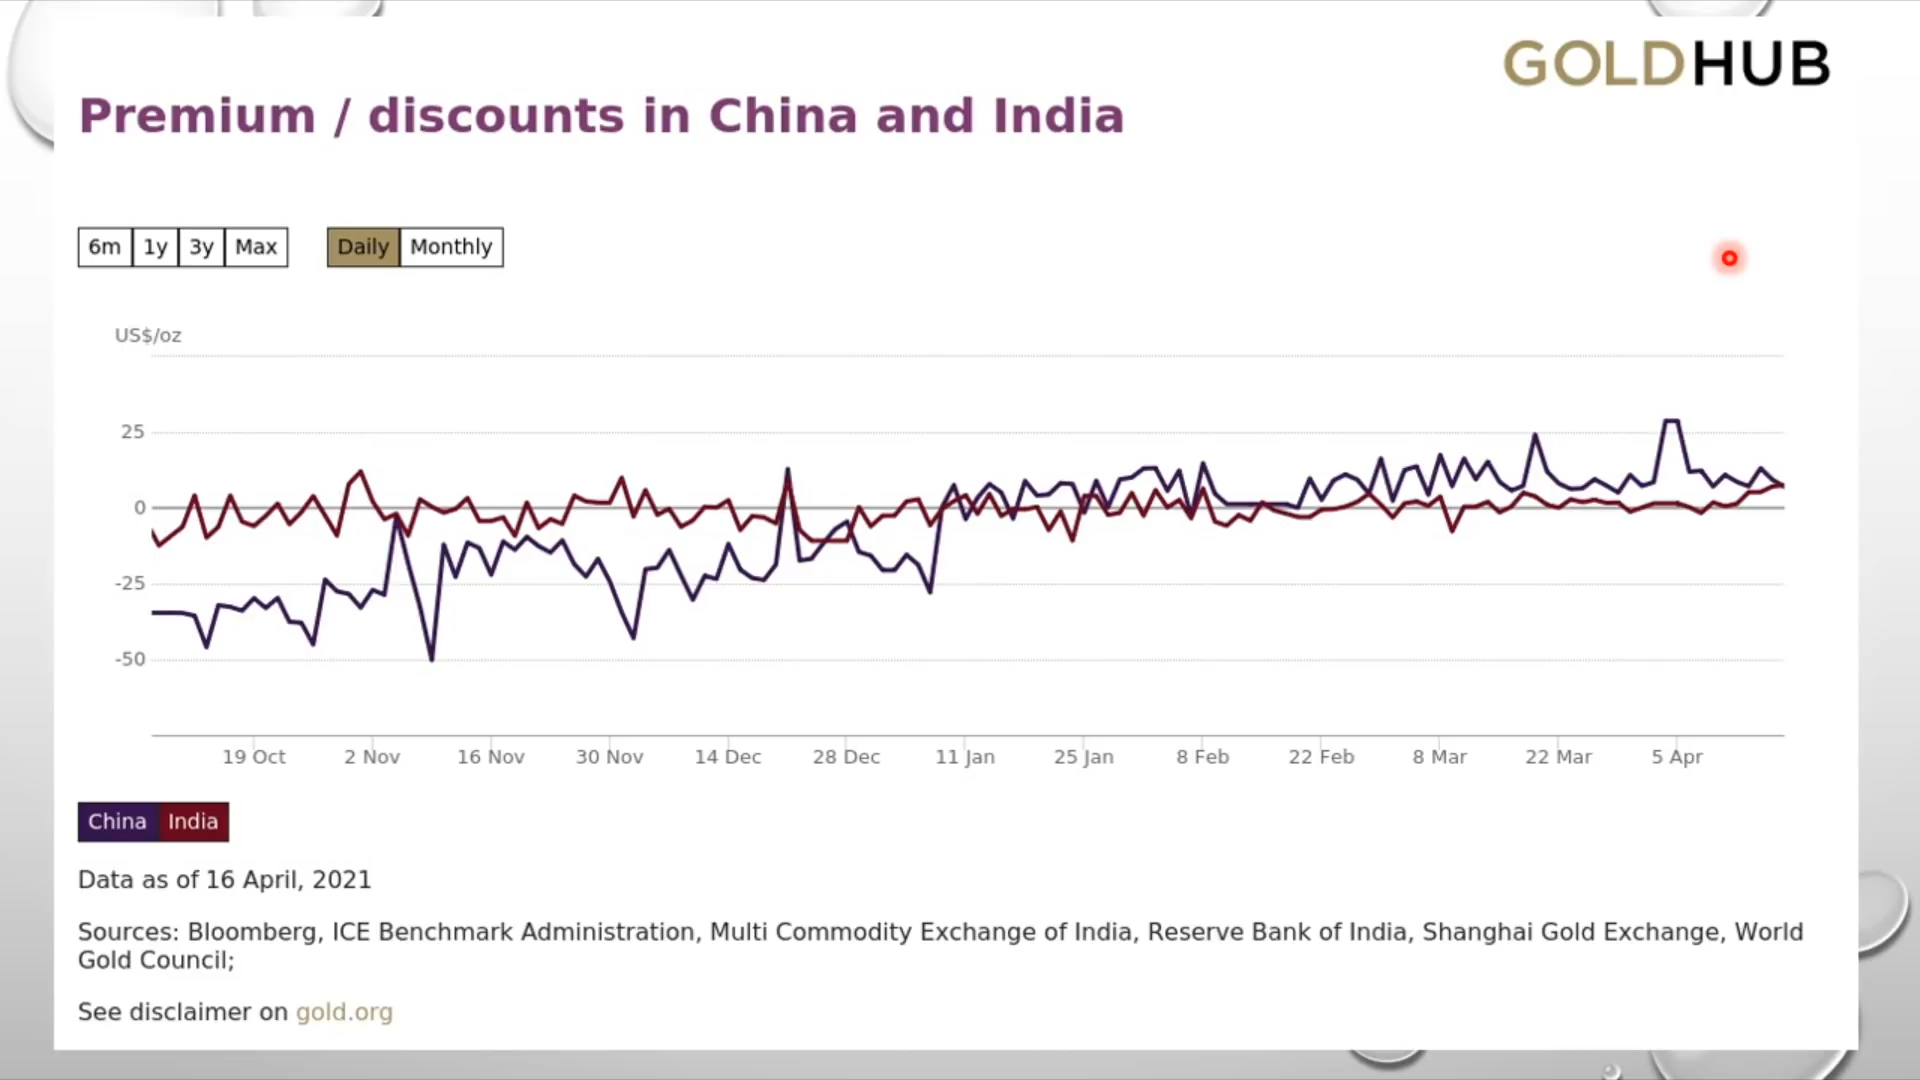 GOLDHUB
Premium / discounts in China and India
6m 1y 3y Max Daily Monthly
US$/oz
25
0
-25
-50
19 Oct 2 Nov 16 Nov 30 Nov 14 Dec 28 Dec 11 Jan 25 Jan 8 Feb 22 Feb 8 Mar 22 Mar 5 Apr
China India
Data as of 16 April, 2021
Sources: Bloomberg, ICE Benchmark Administration, Multi Commodity Exchange of India, Reserve Bank of India, Shanghai Gold Exchange, World
Gold Council;
See disclaimer on gold.org